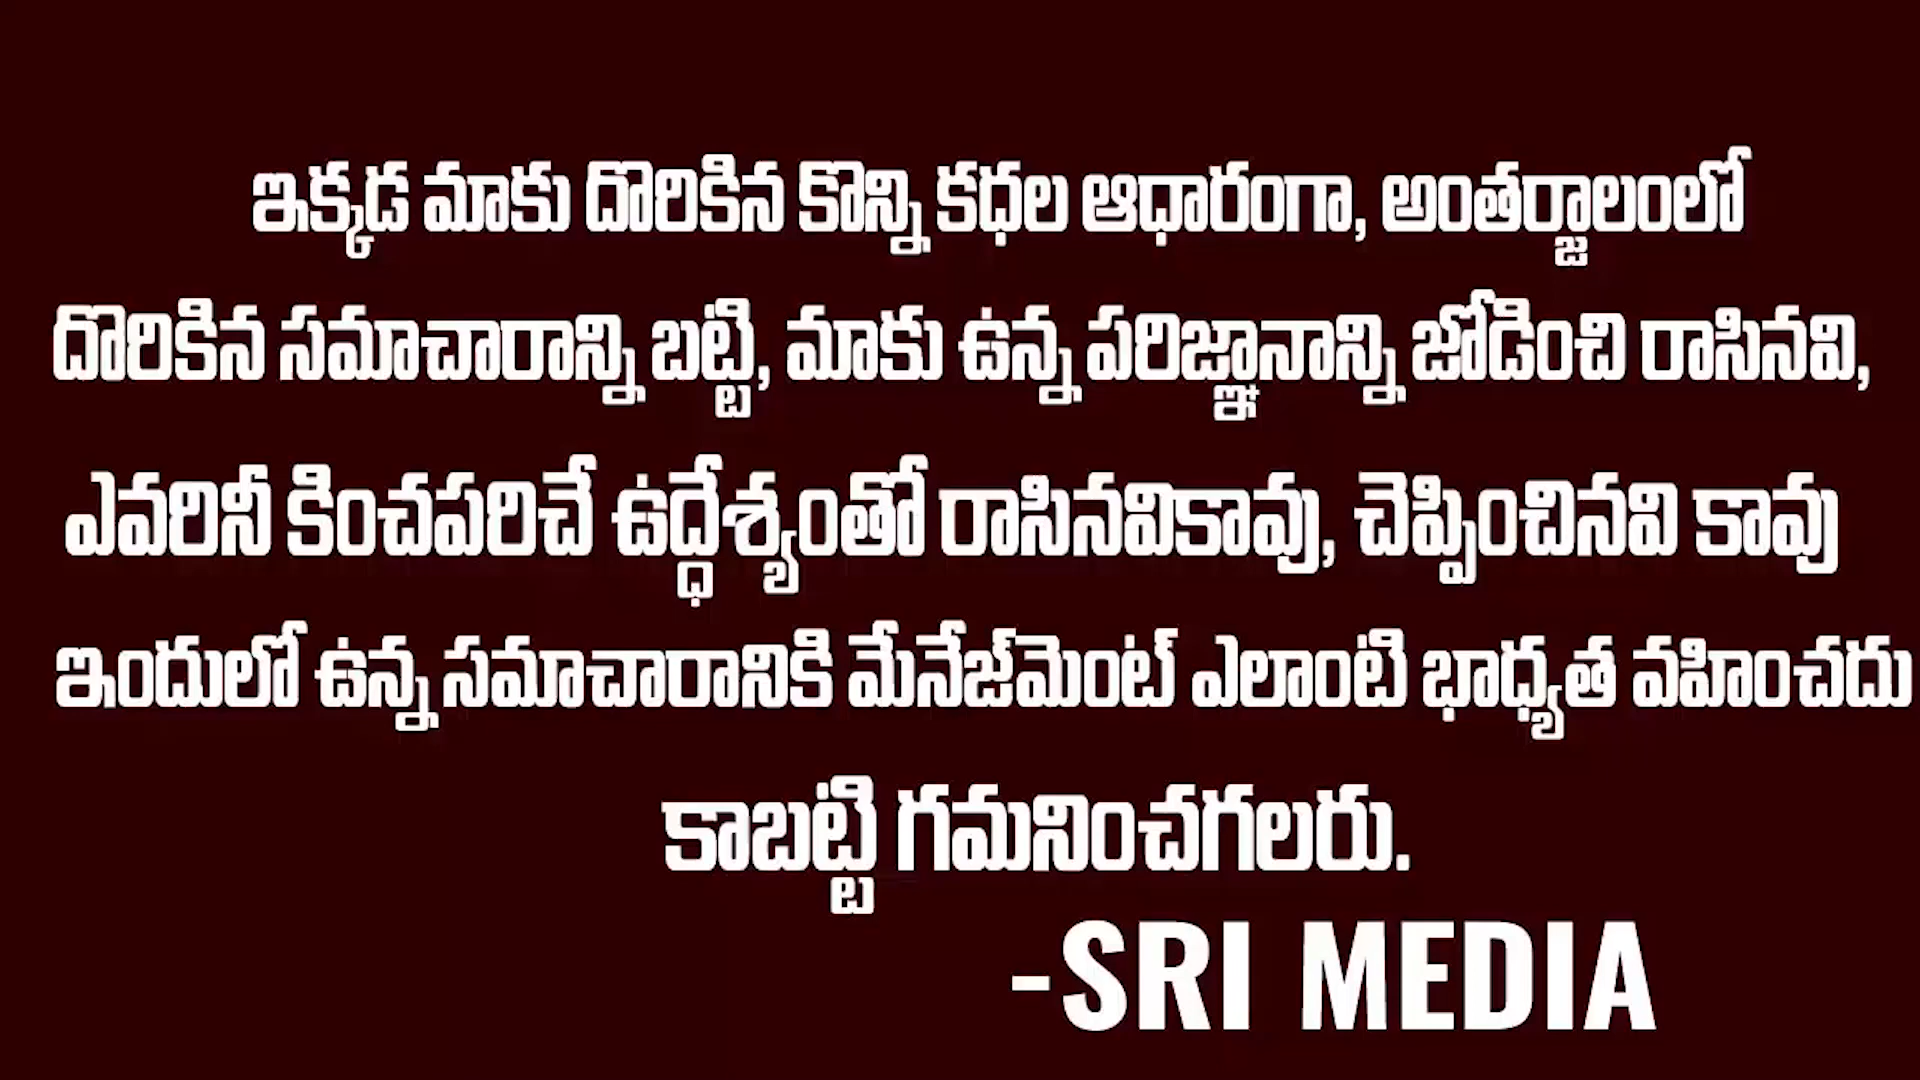 ఇక్కడ మాకు దొరికిన కొన్ని కధల ఆధారంగా, అంతర్జాలంలో
దొరికిన సమాచారాన్ని బట్టి, మాకు ఉన్న పరిజ్ఞానాన్ని జోడించి రాసినవి,
ఎవరినీ కించపరిచే ఉద్ధేశ్యంతో రాసినవికావు, చెప్పించినవి కావు
ఇందులో ఉన్న సమాచారానికి మేనేజ్‌మెంట్ ఎలాంటి భాధ్యత వహించదు
కాబట్టి గమనించగలరు.
-SRI MEDIA